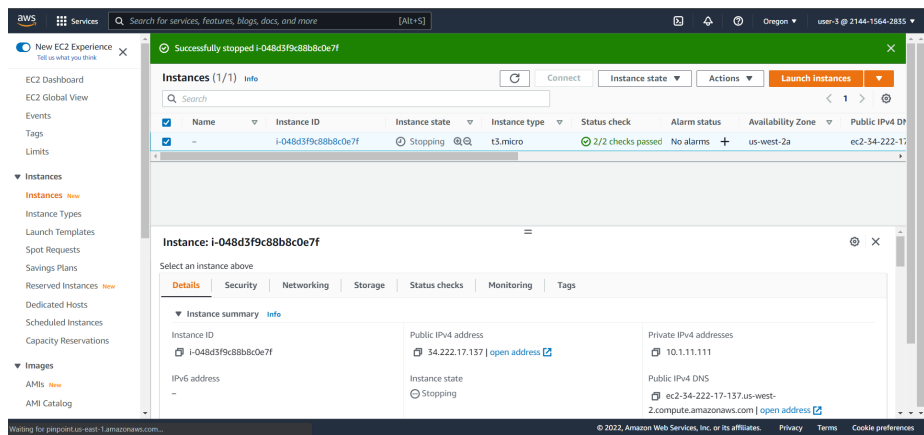 aws Services Search for services, features, blogs, docs, and more [Alt+S] Oregon ▼ user-3 @ 2144-1564-2835 ▼
New EC2 Experience
Tell us what you think
EC2 Dashboard
EC2 Global View
Events
Tags
Limits
Instances
Instances New
Instance Types
Launch Templates
Spot Requests
Savings Plans
Reserved Instances New
Dedicated Hosts
Scheduled Instances
Capacity Reservations
Images
AMIs New
AMI Catalog
Successfully stopped i-048d3f9c88b8c0e7f
Instances (1/1) Info Connect Instance state ▼ Actions ▼ Launch instances ▼
Search
1
Name Instance ID Instance state Instance type Status check Alarm status Availability Zone Public IPv4 DN
– i-048d3f9c88b8c0e7f Stopping t3.micro 2/2 checks passed No alarms + us-west-2a ec2-34-222-17
Instance: i-048d3f9c88b8c0e7f
Select an instance above
Details Security Networking Storage Status checks Monitoring Tags
Instance summary Info
Instance ID Public IPv4 address Private IPv4 addresses
i-048d3f9c88b8c0e7f 34.222.17.137 | open address 10.1.11.111
IPv6 address Instance state Public IPv4 DNS
– Stopping ec2-34-222-17-137.us-west-
2.compute.amazonaws.com | open address
Waiting for pinpoint.us-east-1.amazonaws.com... © 2022, Amazon Web Services, Inc. or its affiliates. Privacy Terms Cookie preferences